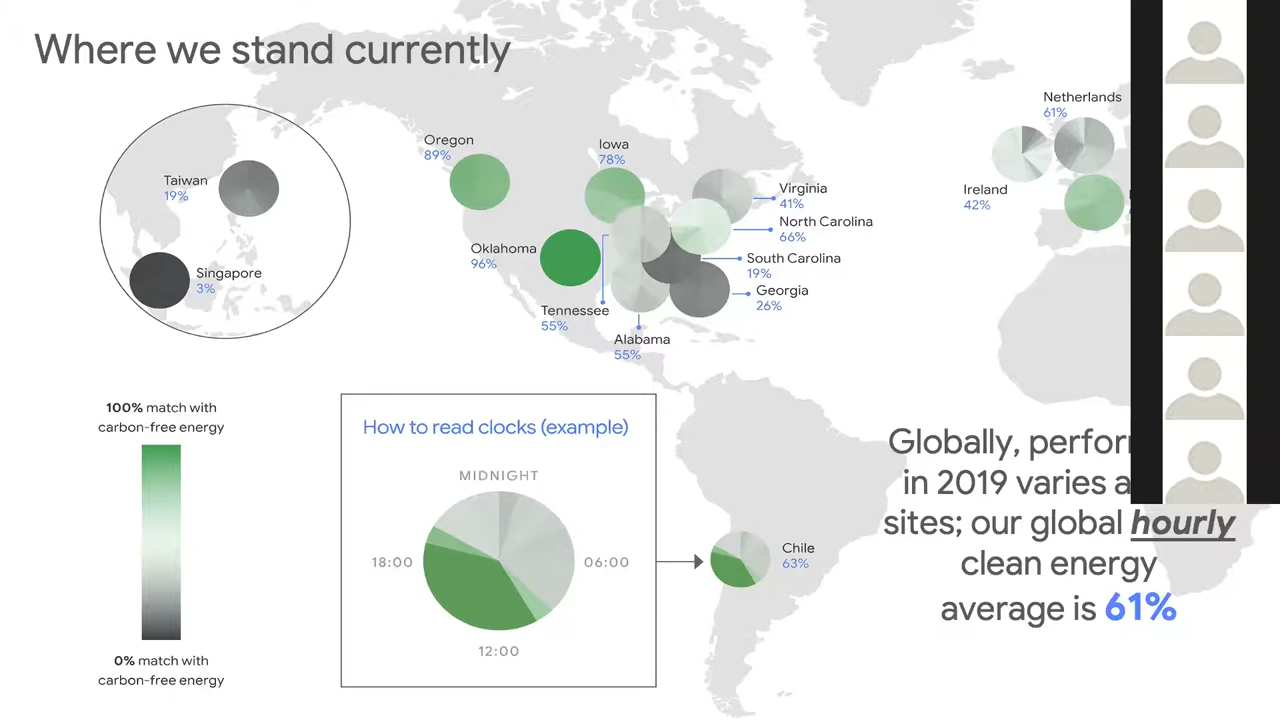 Where we stand currently
Netherlands
61%
Oregon
89%
Iowa
78%
Taiwan
19%
Virginia
41%
Ireland
42%
North Carolina
66%
Oklahoma
96%
South Carolina
19%
Singapore
3%
Georgia
26%
Tennessee
55%
Alabama
55%
100% match with
carbon-free energy
0% match with
carbon-free energy
How to read clocks (example)
MIDNIGHT
18:00
06:00
12:00
Chile
63%
Globally,
in 2019 varies
sites; our global hourly
clean energy
average is 61%